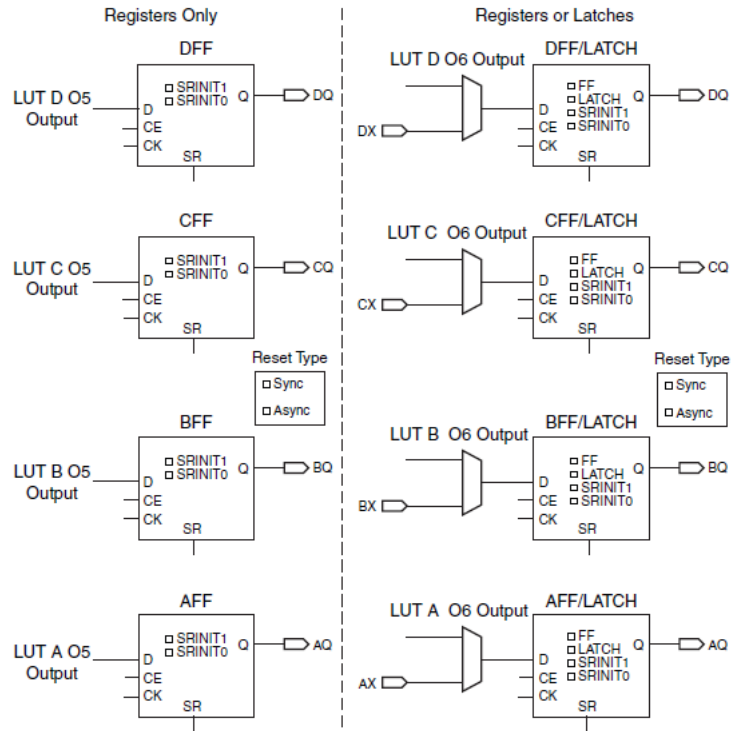 Registers Only
DFF
LUT D O5
Output
SRINIT1
SRINIT0
D
CE
CK
SR
Q
DQ
CFF
LUT C O5
Output
SRINIT1
SRINIT0
D
CE
CK
SR
Q
CQ
Reset Type
Sync
Async
BFF
LUT B O5
Output
SRINIT1
SRINIT0
D
CE
CK
SR
Q
BQ
AFF
LUT A O5
Output
SRINIT1
SRINIT0
D
CE
CK
SR
Q
AQ
Registers or Latches
DFF/LATCH
LUT D O6 Output
DX
FF
LATCH
SRINIT1
SRINIT0
D
CE
CK
SR
Q
DQ
CFF/LATCH
LUT C O6 Output
CX
FF
LATCH
SRINIT1
SRINIT0
D
CE
CK
SR
Q
CQ
Reset Type
Sync
Async
BFF/LATCH
LUT B O6 Output
BX
FF
LATCH
SRINIT1
SRINIT0
D
CE
CK
SR
Q
BQ
AFF/LATCH
LUT A O6 Output
AX
FF
LATCH
SRINIT1
SRINIT0
D
CE
CK
SR
Q
AQ